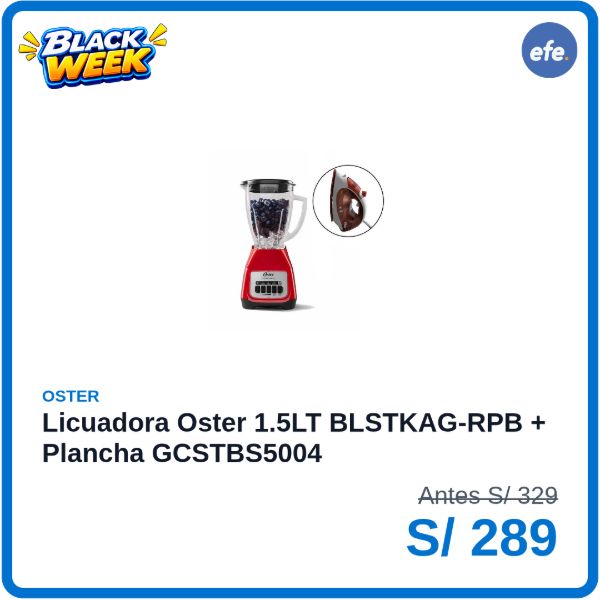 BLACK
WEEK
efe.
OSTER
Licuadora Oster 1.5LT BLSTKAG-RPB +
Plancha GCSTBS5004
Antes S/ 329
S/ 289